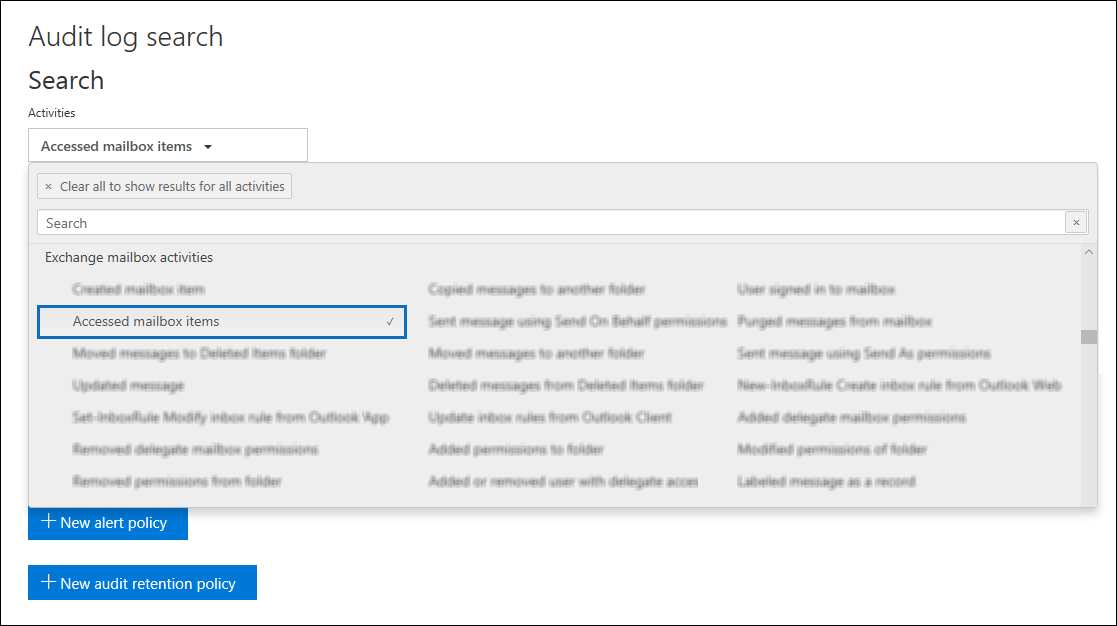 Audit log search
Search
Activities
Accessed mailbox items
× Clear all to show results for all activities
Search
×
Exchange mailbox activities
Created mailbox item Copied messages to another folder User signed in to mailbox
Accessed mailbox items ✓ Sent message using Send On Behalf permissions Purged messages from mailbox
Moved messages to Deleted Items folder Moved messages to another folder Sent message using Send As permissions
Updated message Deleted messages from Deleted Items folder New-InboxRule Create inbox rule from Outlook Web
Set-InboxRule Modify inbox rule from Outlook App Update inbox rules from Outlook Client Added delegate mailbox permissions
Removed delegate mailbox permissions Added permissions to folder Modified permissions of folder
Removed permissions from folder Added or removed user with delegate Labeled message as a record
+ New alert policy
+ New audit retention policy